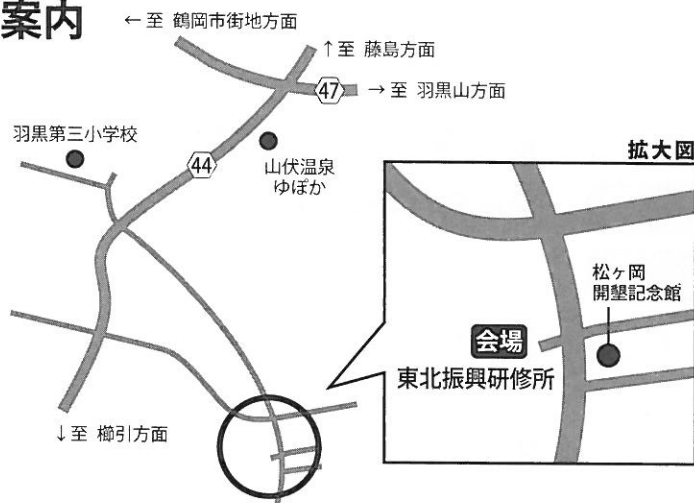 案内
← 至 鶴岡市街地方面
↑至 藤島方面
47
→ 至 羽黒山方面
羽黒第三小学校
44
山伏温泉
ゆぽか
拡大図
松ヶ岡
開墾記念館
会場
東北振興研修所
↓至 櫛引方面